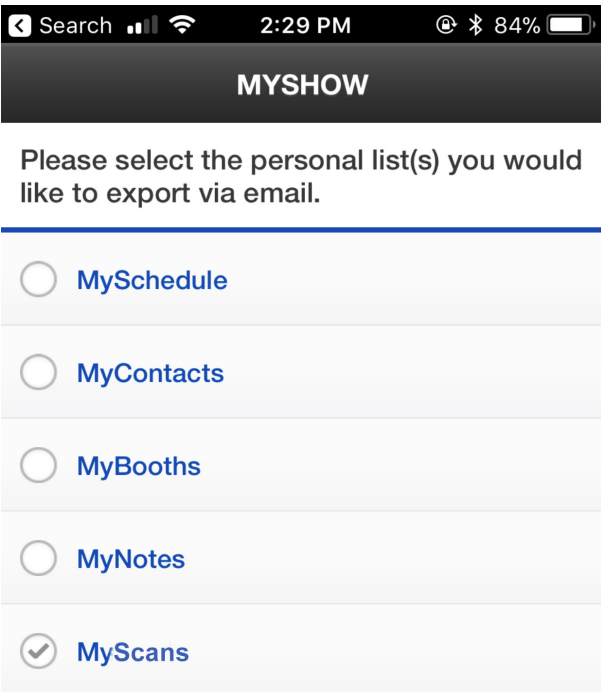 Search 2:29 PM 84%
MYSHOW
Please select the personal list(s) you would
like to export via email.
MySchedule
MyContacts
MyBooths
MyNotes
MyScans